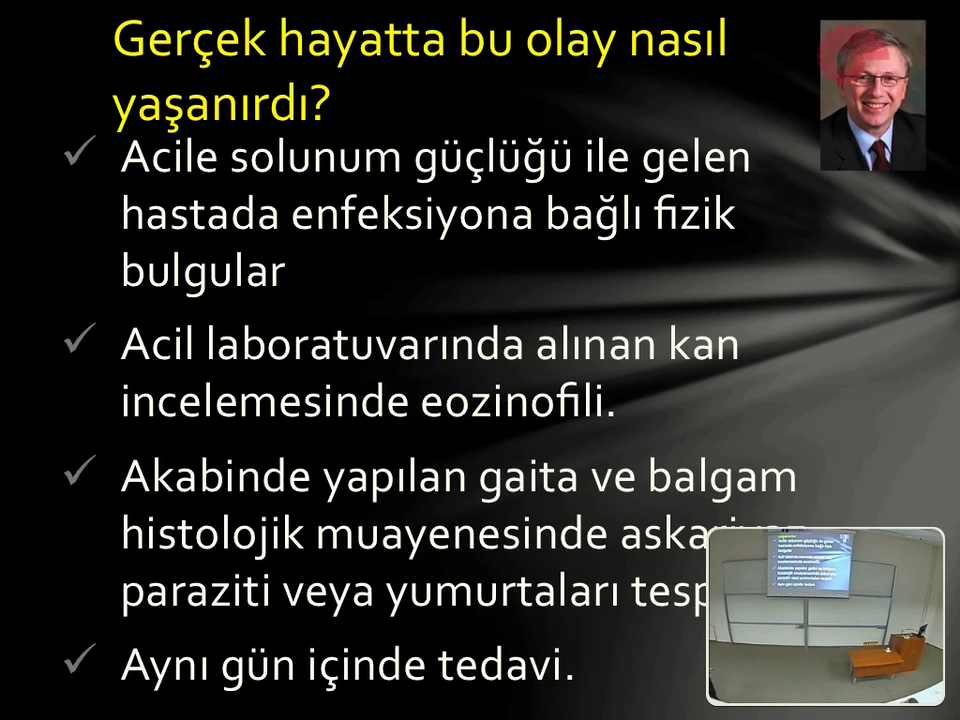 Gerçek hayatta bu olay nasıl
yaşanırdı?
Acile solunum güçlüğü ile gelen
hastada enfeksiyona bağlı fizik
bulgular
Acil laboratuvarında alınan kan
incelemesinde eozinofili.
Akabinde yapılan gaita ve balgam
histolojik muayenesinde
paraziti veya yumurtaları
Aynı gün içinde tedavi.